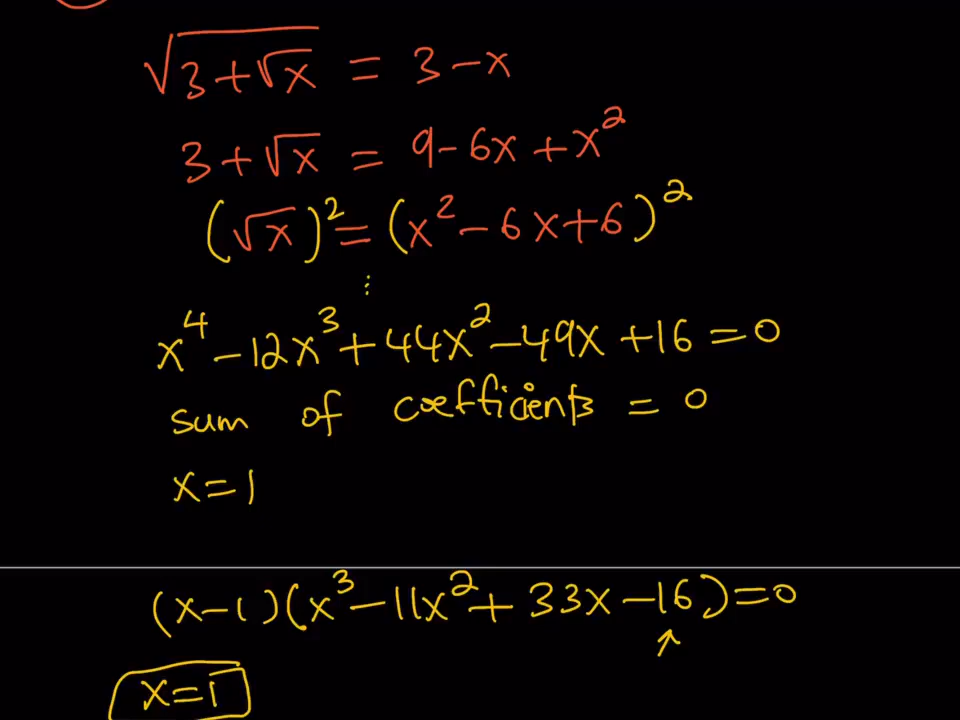 √(3+√x) = 3-x
3+√x = 9-6x+x²
(√x)² = (x²-6x+6)²
⋮
x⁴-12x³+44x²-49x+16=0
sum of coefficients = 0
x=1
(x-1)(x³-11x²+33x-16)=0
↑
x=1